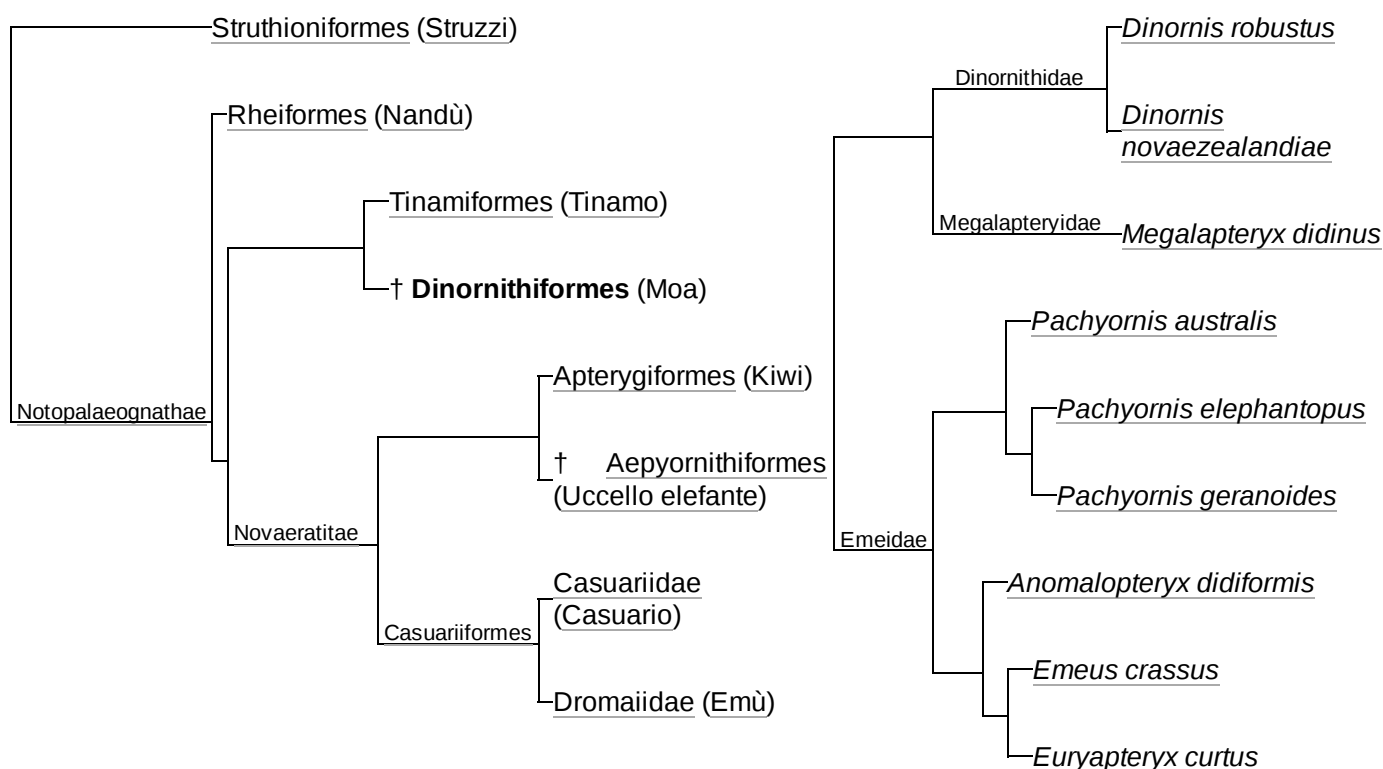 Struthioniformes (Struzzi)
Rheiformes (Nandù)
Tinamiformes (Tinamo)
† Dinornithiformes (Moa)
Notopalaeognathae
Apterygiformes (Kiwi)
† Aepyornithiformes
(Uccello elefante)
Novaeratitae
Casuariidae
(Casuario)
Casuariiformes
Dromaiidae (Emù)
Dinornis robustus
Dinornithidae
Dinornis
novaezealandiae
Megalapteryidae
Megalapteryx didinus
Pachyornis australis
Pachyornis elephantopus
Pachyornis geranoides
Emeidae
Anomalopteryx didiformis
Emeus crassus
Euryapteryx curtus